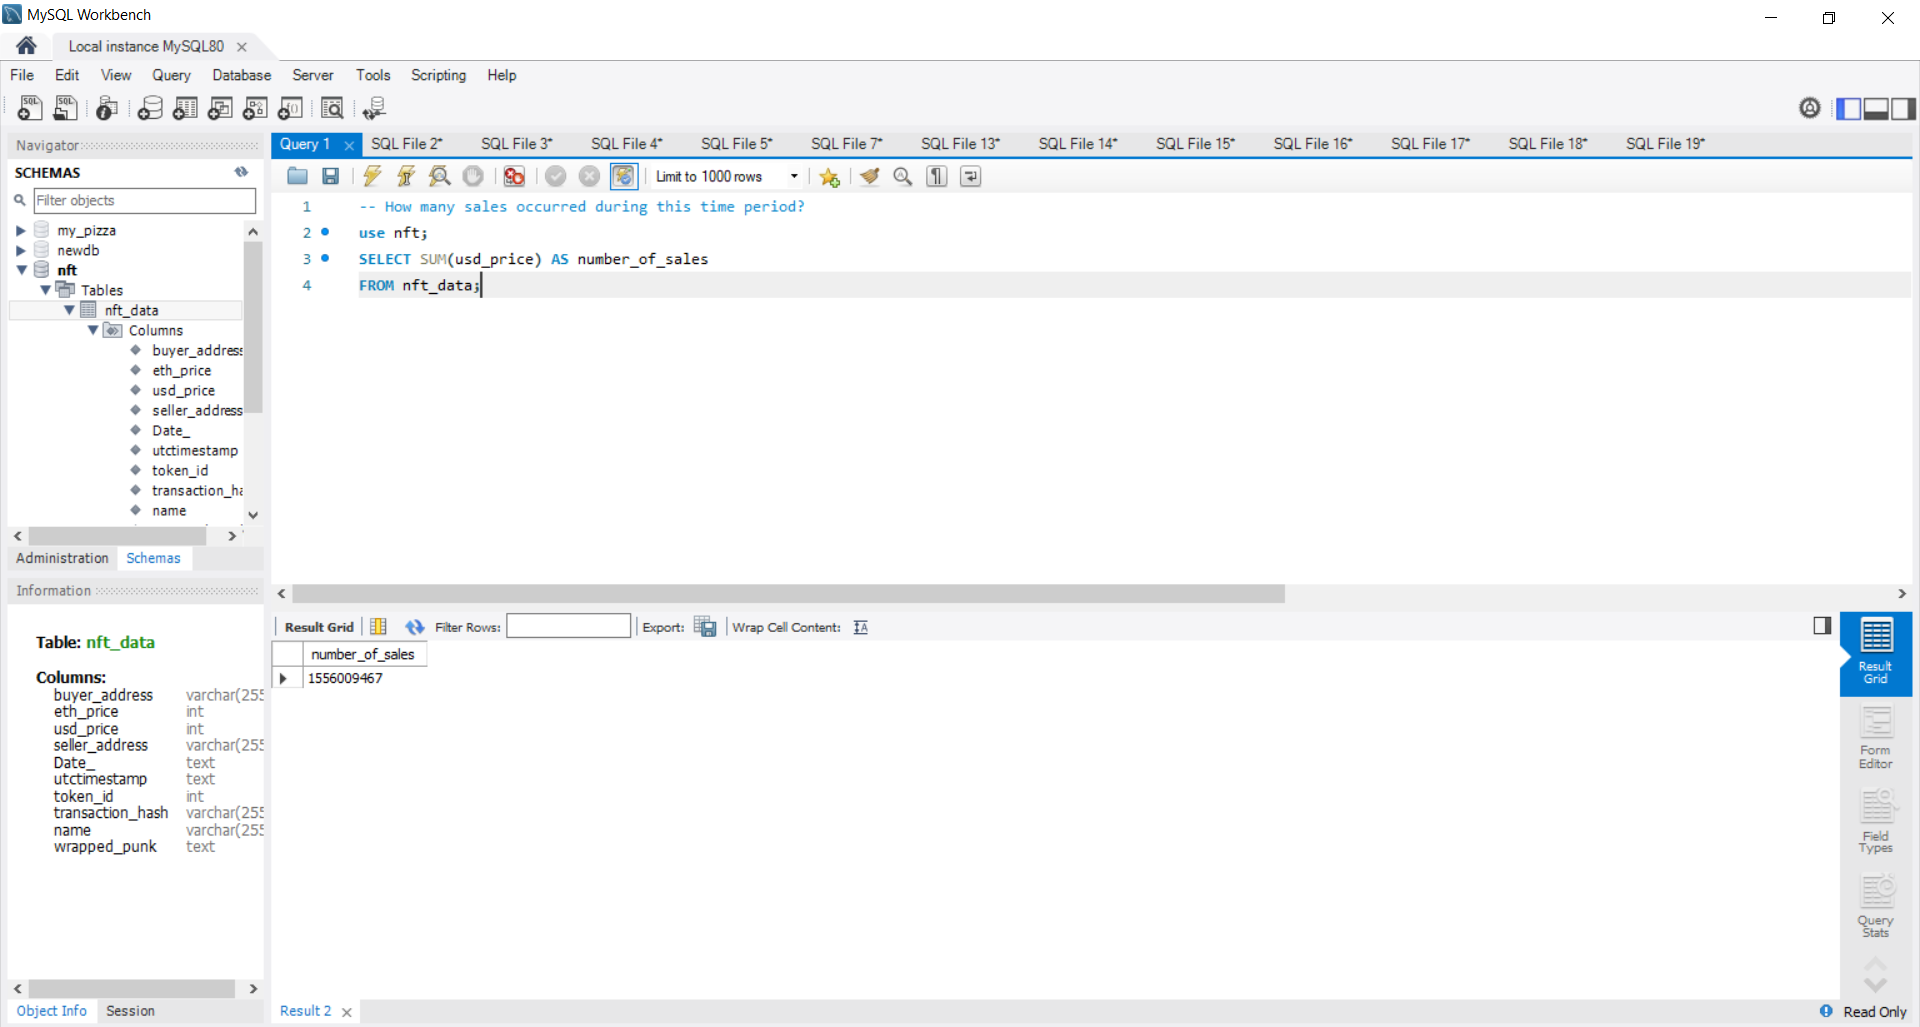 MySQL Workbench
Local instance MySQL80
File Edit View Query Database Server Tools Scripting Help
Navigator
SCHEMAS
Filter objects
my_pizza
newdb
nft
Tables
nft_data
Columns
buyer_address
eth_price
usd_price
seller_address
Date_
utctimestamp
token_id
transaction_ha
name
Administration Schemas
Query 1 SQL File 2* SQL File 3* SQL File 4* SQL File 5* SQL File 7* SQL File 13* SQL File 14* SQL File 15* SQL File 16* SQL File 17* SQL File 18* SQL File 19*
Limit to 1000 rows
1 -- How many sales occurred during this time period?
2 use nft;
3 SELECT SUM(usd_price) AS number_of_sales
4 FROM nft_data;
Information
Table: nft_data
Columns:
buyer_address varchar(255
eth_price int
usd_price int
seller_address varchar(255
Date_ text
utctimestamp text
token_id int
transaction_hash varchar(255
name varchar(255
wrapped_punk text
Object Info Session
Result Grid Filter Rows: Export: Wrap Cell Content:
number_of_sales
1556009467
Result Grid
Form Editor
Field Types
Query Stats
Result 2
Read Only